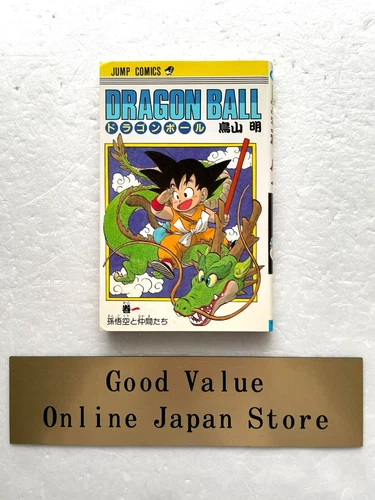 JUMP COMICS
DRAGON BALL
ドラゴンボール
鳥山 明
巻一
孫悟空と仲間たち
Good Value
Online Japan Store